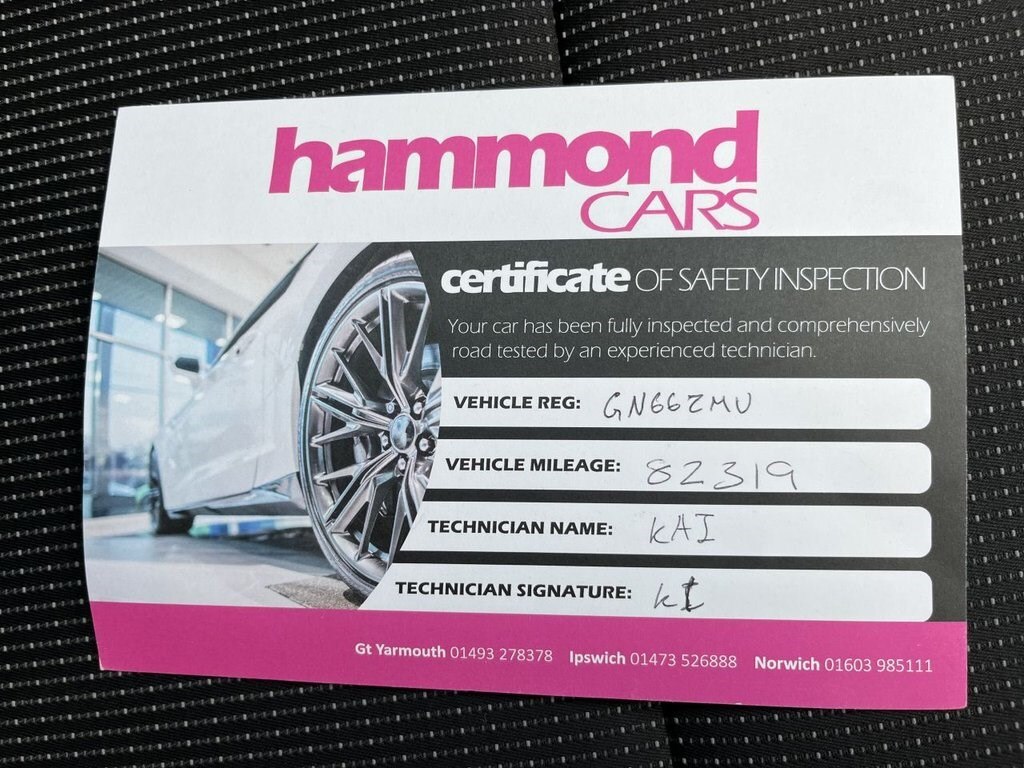 hammond
CARS
certificate OF SAFETY INSPECTION
Your car has been fully inspected and comprehensively
road tested by an experienced technician.
VEHICLE REG: GN66ZMU
VEHICLE MILEAGE: 82319
TECHNICIAN NAME: KAI
TECHNICIAN SIGNATURE:
Gt Yarmouth 01493 278378 Ipswich 01473 526888 Norwich 01603 985111